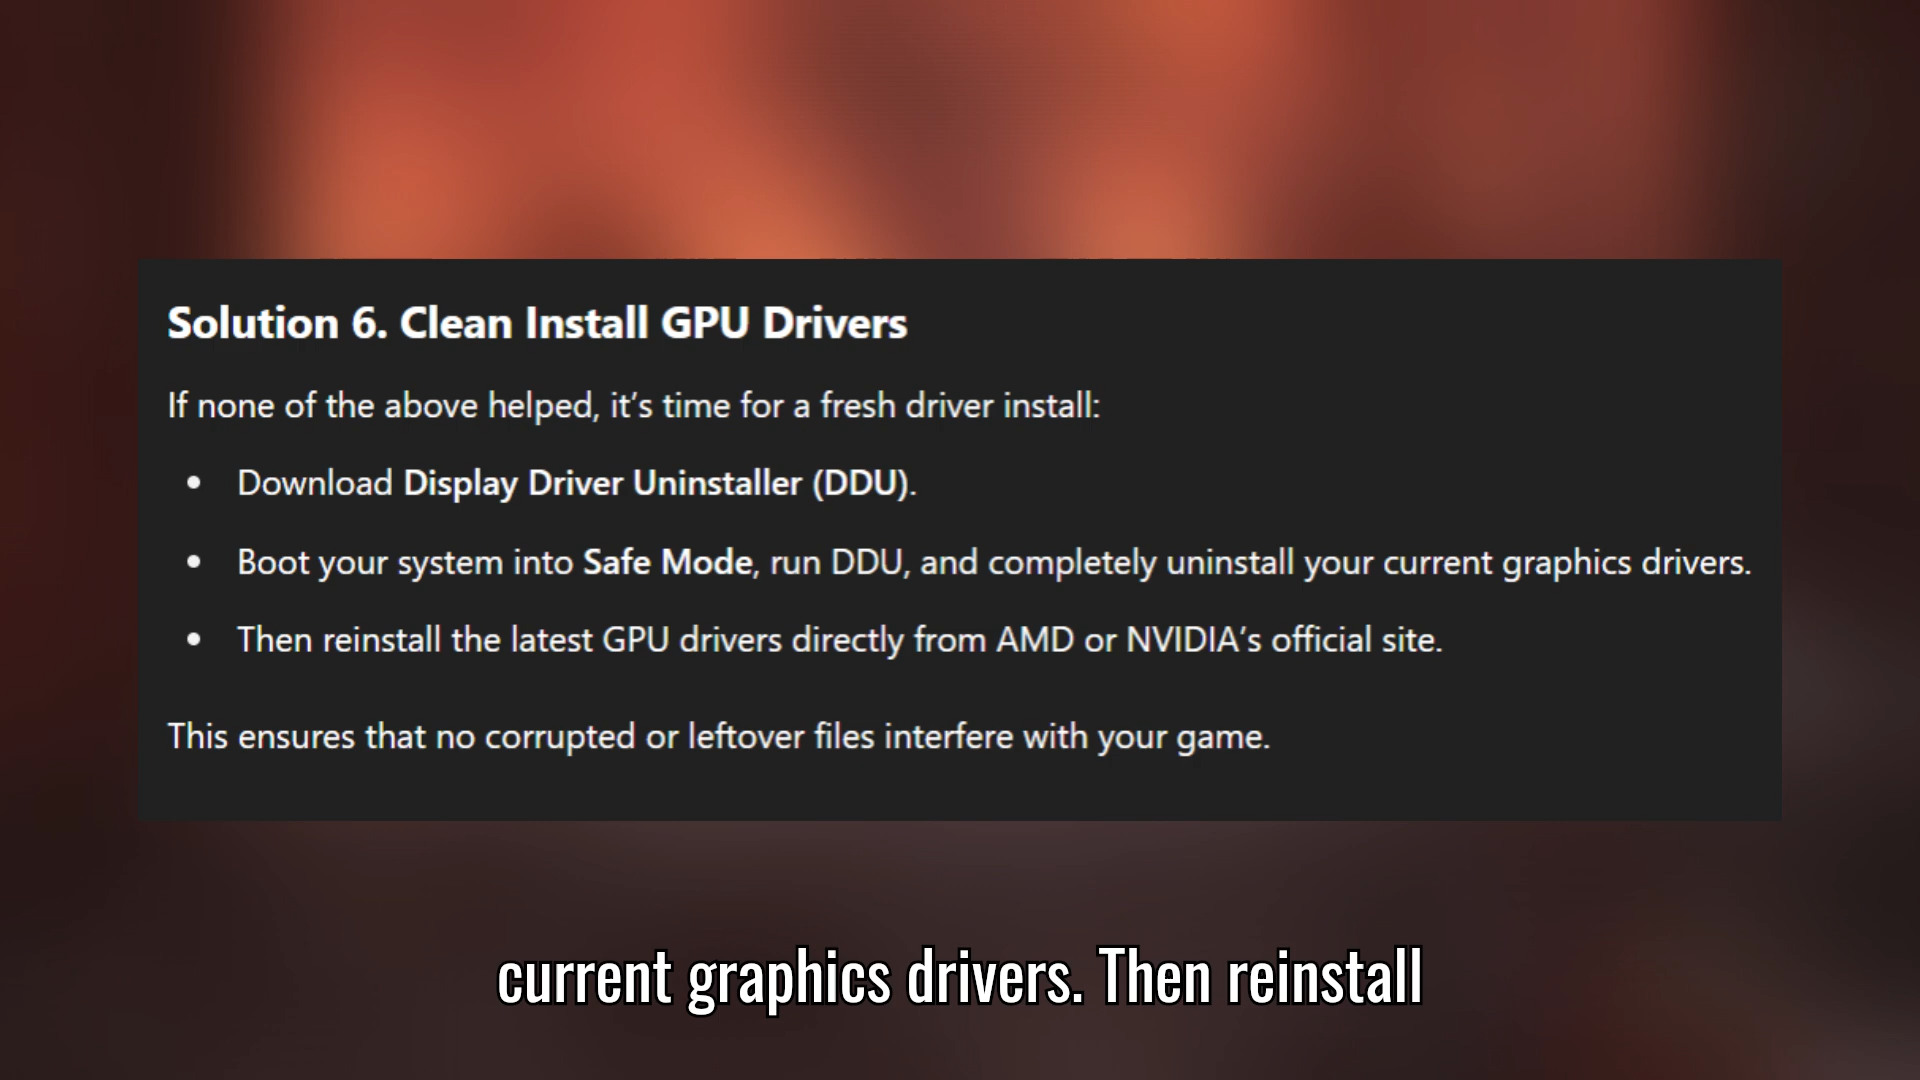 Solution 6. Clean Install GPU Drivers
If none of the above helped, it’s time for a fresh driver install:
• Download Display Driver Uninstaller (DDU).
• Boot your system into Safe Mode, run DDU, and completely uninstall your current graphics drivers.
• Then reinstall the latest GPU drivers directly from AMD or NVIDIA’s official site.
This ensures that no corrupted or leftover files interfere with your game.
current graphics drivers. Then reinstall